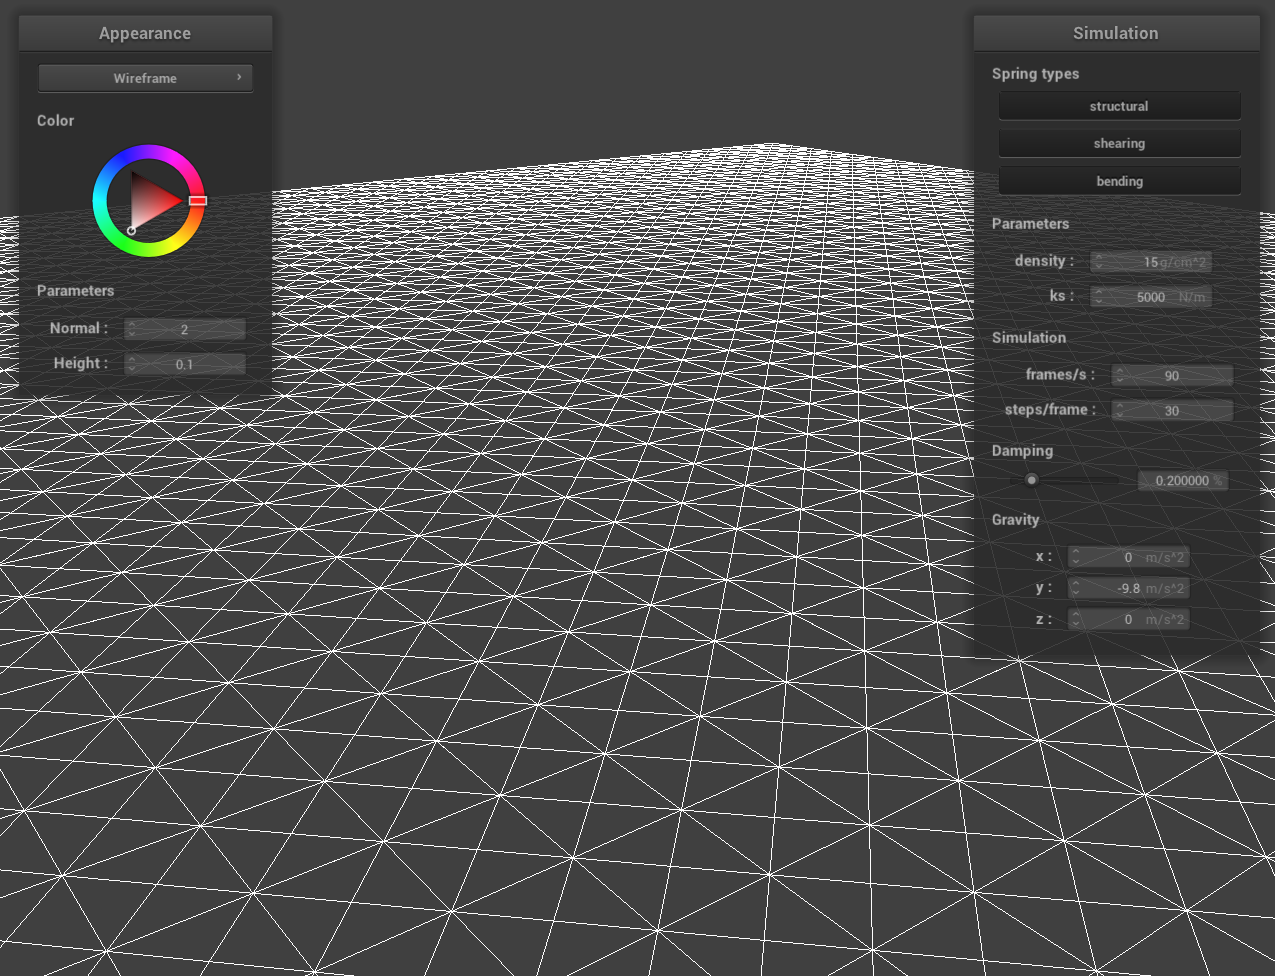 Appearance
Wireframe ›
Color
Parameters
Normal : 2
Height : 0.1
Simulation
Spring types
structural
shearing
bending
Parameters
density : 15 g/cm^2
ks : 5000 N/m
Simulation
frames/s : 90
steps/frame : 30
Damping
0.200000 %
Gravity
x : 0 m/s^2
y : -9.8 m/s^2
z : 0 m/s^2